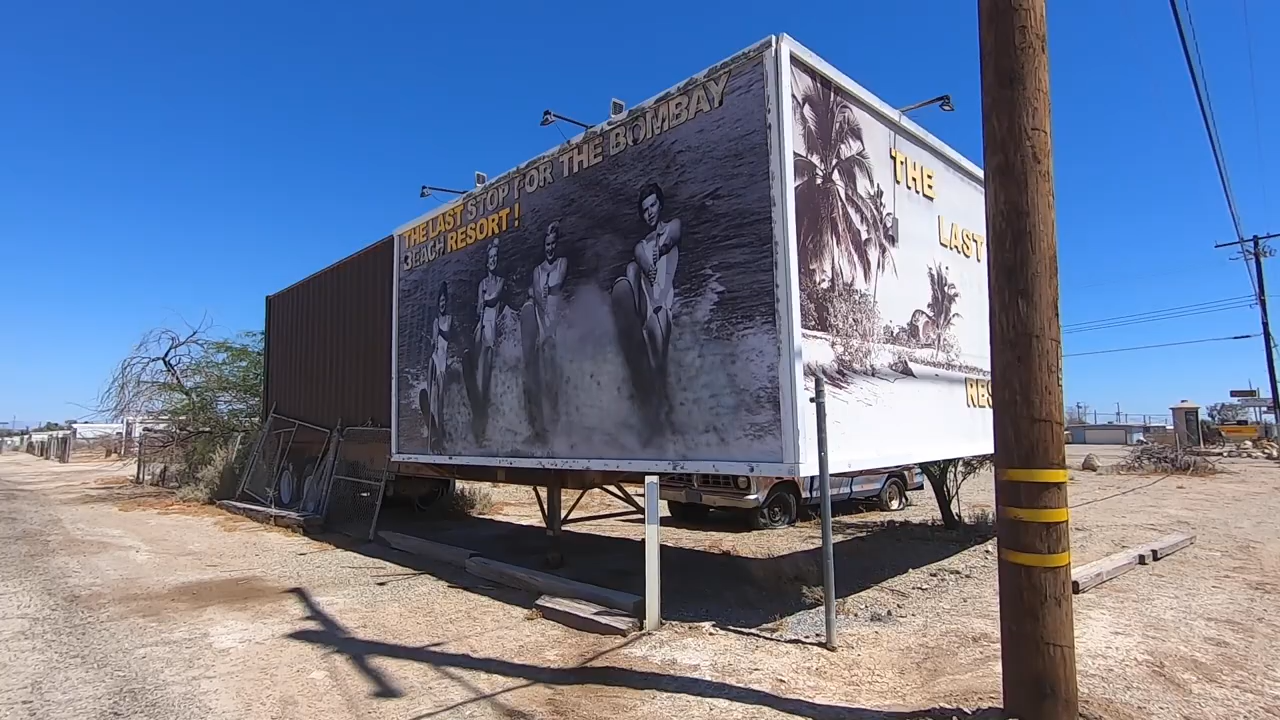 THE LAST STOP FOR THE BOMBAY
BEACH RESORT!
THE
LAST
RES